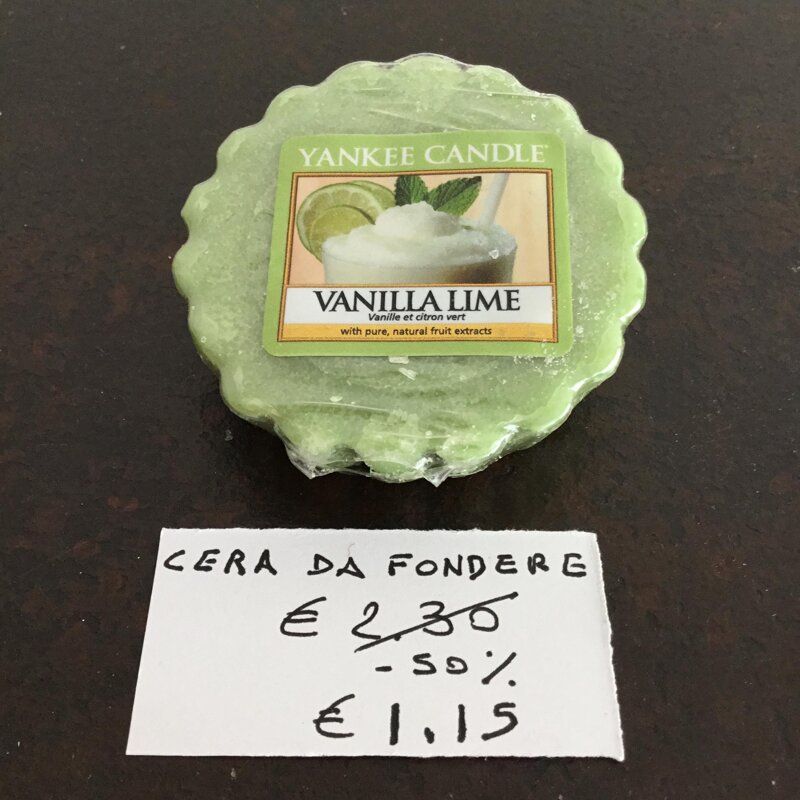 YANKEE CANDLE
VANILLA LIME
Vanille et citron vert
with pure, natural fruit extracts
CERA DA FONDERE
€ 2.30
-50%
€ 1.15